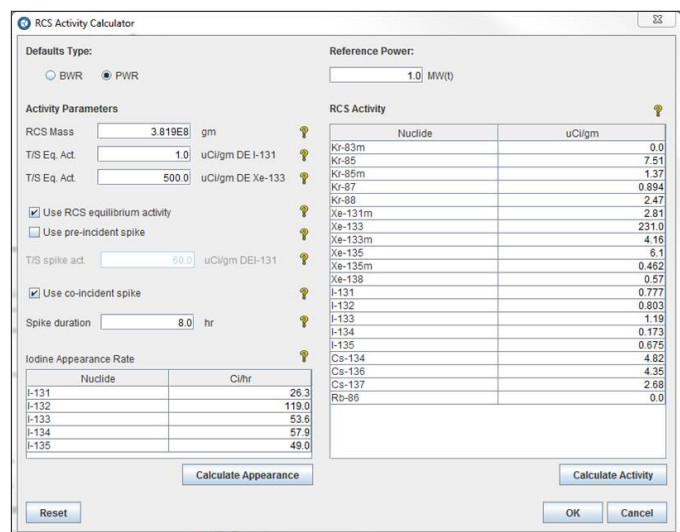 RCS Activity Calculator
Defaults Type:
BWR PWR
Reference Power:
1.0 MW(t)
Activity Parameters
RCS Mass 3.819E8 gm ?
T/S Eq. Act. 1.0 uCi/gm DE I-131 ?
T/S Eq. Act. 500.0 uCi/gm DE Xe-133 ?
Use RCS equilibrium activity ?
Use pre-incident spike ?
T/S spike act. 60.0 uCi/gm DEI-131 ?
Use co-incident spike ?
Spike duration 8.0 hr ?
Iodine Appearance Rate ?
Nuclide Ci/hr
I-131 26.3
I-132 119.0
I-133 53.6
I-134 57.9
I-135 49.0
Calculate Appearance
RCS Activity ?
Nuclide uCi/gm
Kr-83m 0.0
Kr-85 7.51
Kr-85m 1.37
Kr-87 0.894
Kr-88 2.47
Xe-131m 2.81
Xe-133 231.0
Xe-133m 4.16
Xe-135 6.1
Xe-135m 0.462
Xe-138 0.57
I-131 0.777
I-132 0.803
I-133 1.19
I-134 0.173
I-135 0.675
Cs-134 4.82
Cs-136 4.35
Cs-137 2.68
Rb-86 0.0
Calculate Activity
Reset OK Cancel